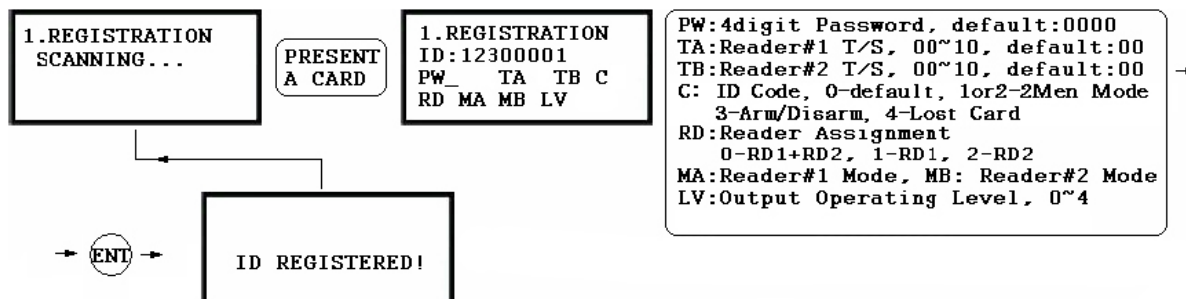 1.REGISTRATION
SCANNING...
PRESENT
A CARD
1.REGISTRATION
ID:12300001
PW_ TA TB C
RD MA MB LV
PW:4digit Password, default:0000
TA:Reader#1 T/S, 00~10, default:00
TB:Reader#2 T/S, 00~10, default:00
C: ID Code, 0-default, 1or2-2Men Mode
3-Arm/Disarm, 4-Lost Card
RD:Reader Assignment
0-RD1+RD2, 1-RD1, 2-RD2
MA:Reader#1 Mode, MB: Reader#2 Mode
LV:Output Operating Level, 0~4
ENT
ID REGISTERED!